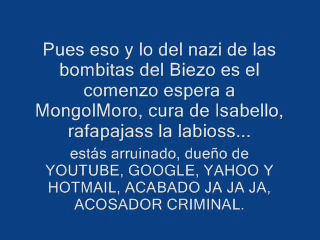 Pues eso y lo del nazi de las
bombitas del Biezo es el
comenzo espera a
MongolMoro, cura de Isabello,
rafapajass la labioss...
estás arruinado, dueño de
YOUTUBE, GOOGLE, YAHOO Y
HOTMAIL, ACABADO JA JA JA,
ACOSADOR CRIMINAL.